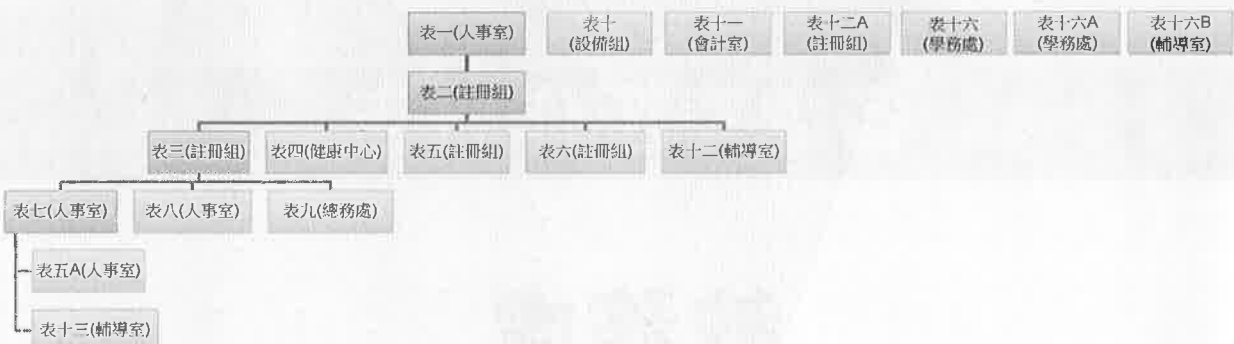 表一(人事室)
表十
(設備組)
表十一
(會計室)
表十二A
(註冊組)
表十六
(學務處)
表十六A
(學務處)
表十六B
(輔導室)
表二(註冊組)
表三(註冊組)
表四(健康中心)
表五(註冊組)
表六(註冊組)
表十二(輔導室)
表七(人事室)
表八(人事室)
表九(總務處)
表五A(人事室)
表十三(輔導室)